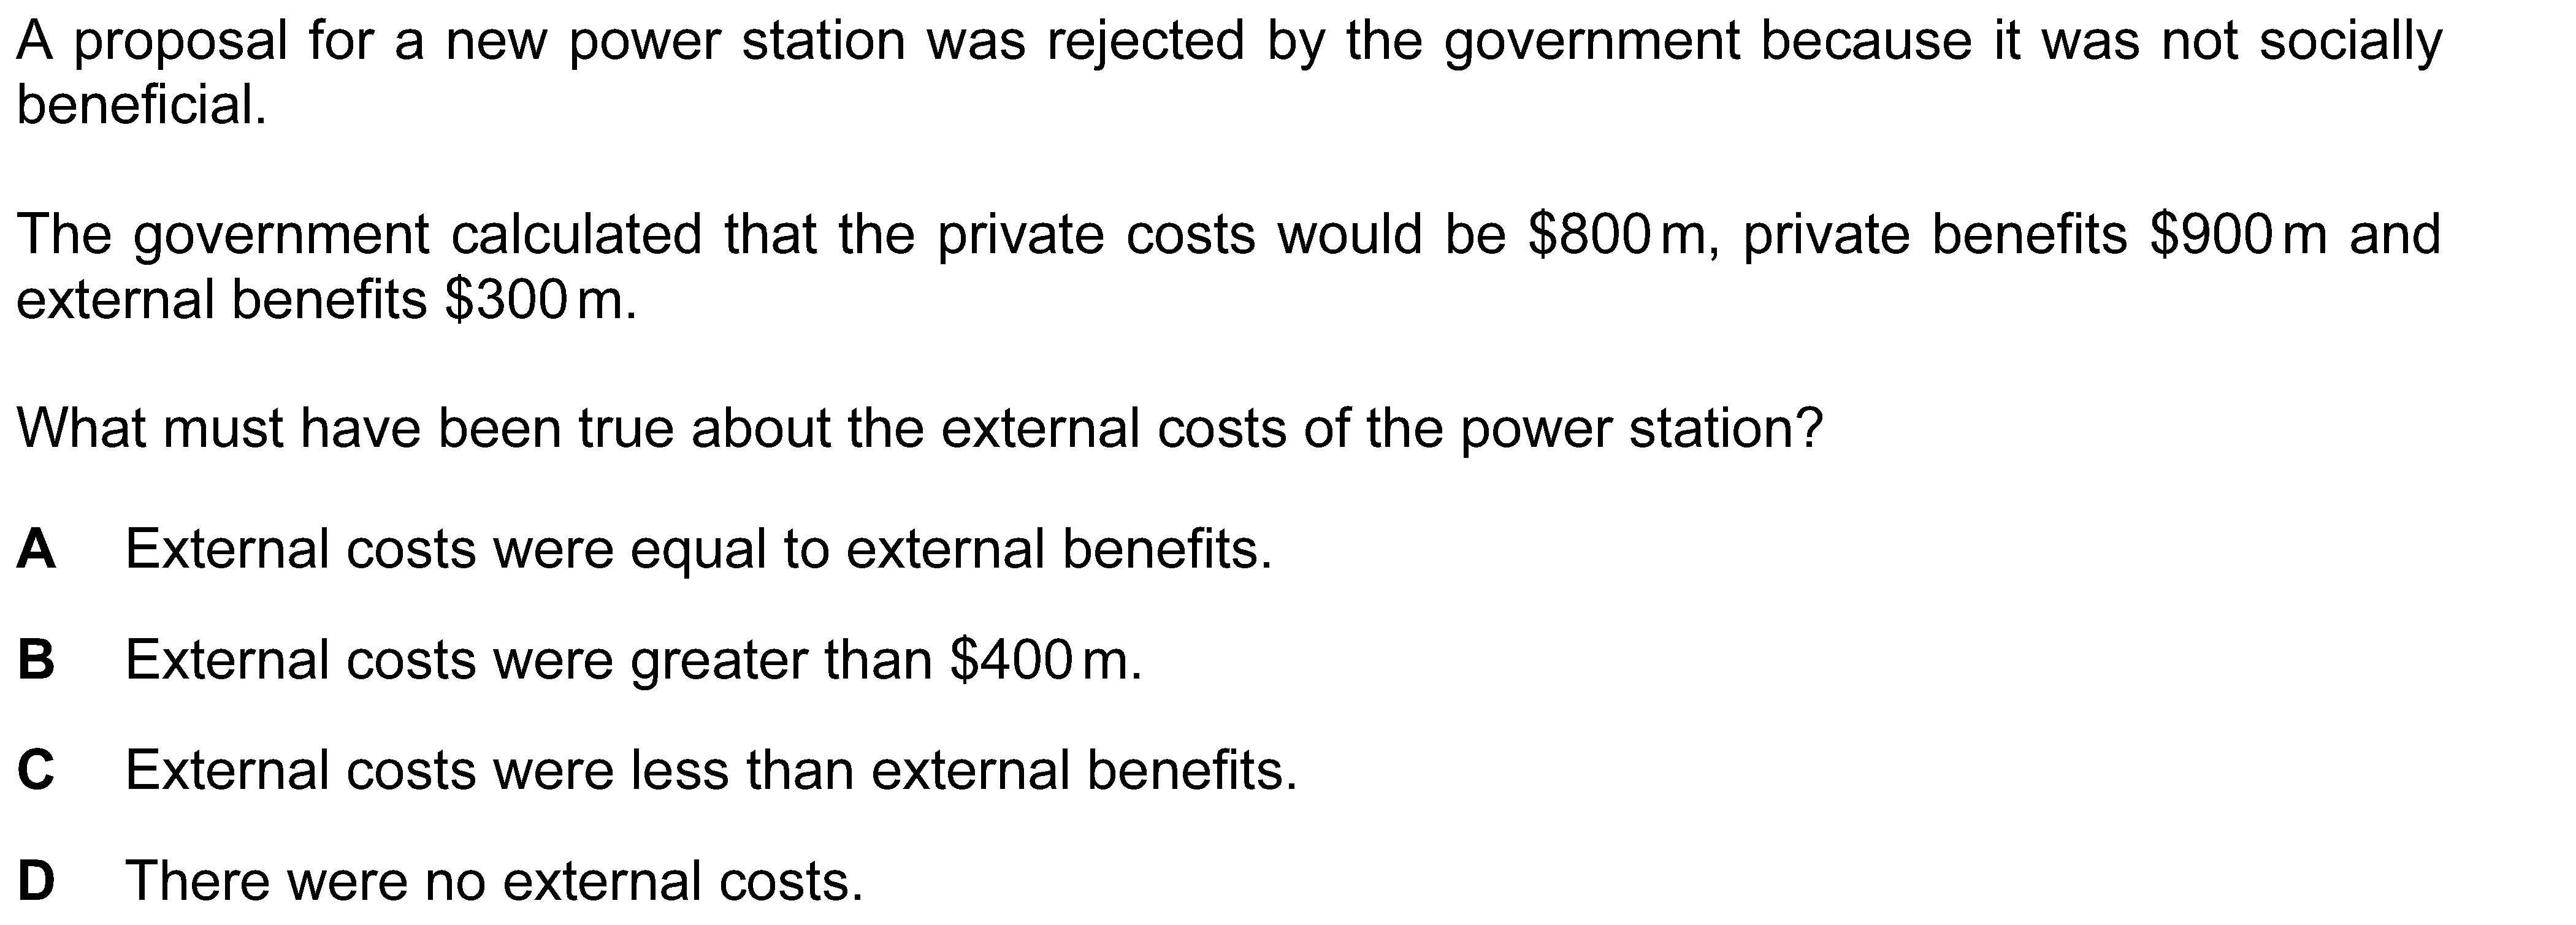 A proposal for a new power station was rejected by the government because it was not socially
beneficial.
The government calculated that the private costs would be $800 m, private benefits $900 m and
external benefits $300 m.
What must have been true about the external costs of the power station?
A External costs were equal to external benefits.
B External costs were greater than $400 m.
C External costs were less than external benefits.
D There were no external costs.